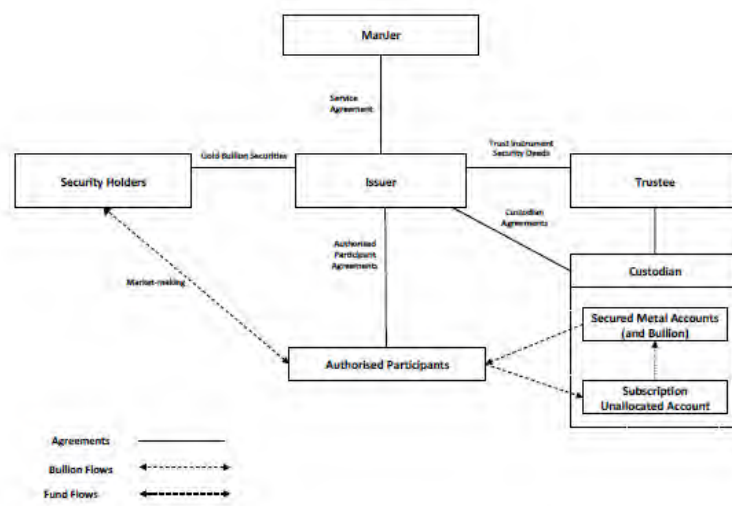 ManJer
Service
Agreement
Gold Bullion Securities
Trust Instrument
Security Deeds
Security Holders
Issuer
Trustee
Custodian
Agreements
Authorised
Participant
Agreements
Custodian
Market-making
Secured Metal Accounts
(and Bullion)
Authorised Participants
Subscription
Unallocated Account
Agreements
Bullion Flows
Fund Flows